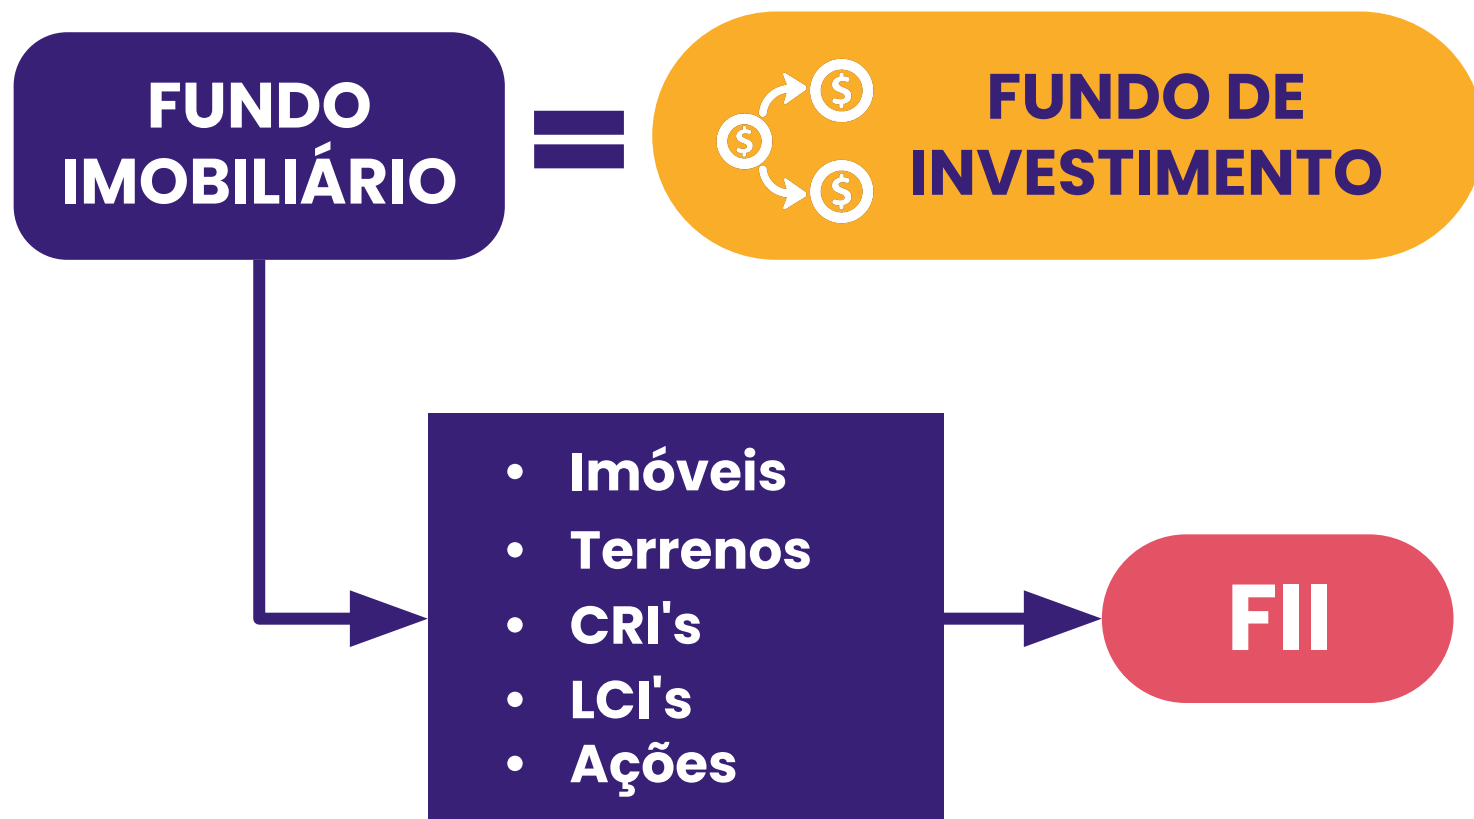 FUNDO
IMOBILIÁRIO
=
$
$
$
FUNDO DE
INVESTIMENTO
• Imóveis
• Terrenos
• CRI's
• LCI's
• Ações
FII